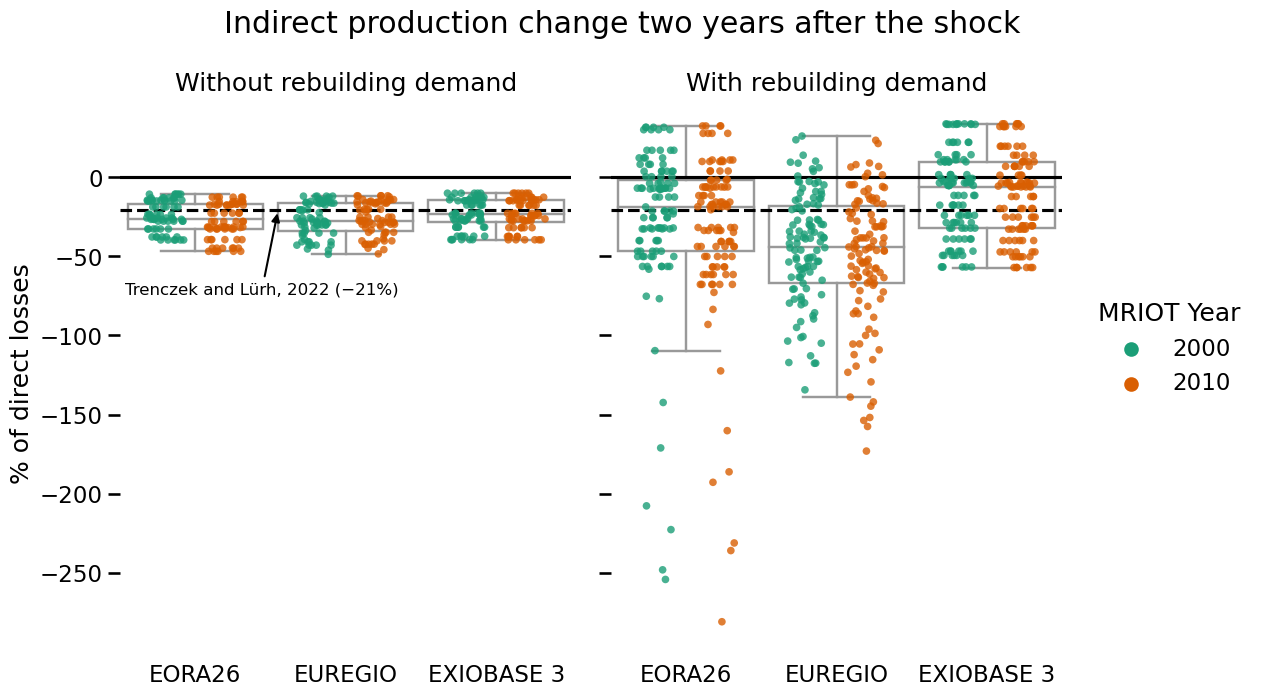 Indirect production change two years after the shock
Without rebuilding demand
With rebuilding demand
% of direct losses
0
−50
−100
−150
−200
−250
Trenczek and Lürh, 2022 (−21%)
EORA26
EUREGIO
EXIOBASE 3
EORA26
EUREGIO
EXIOBASE 3
MRIOT Year
2000
2010